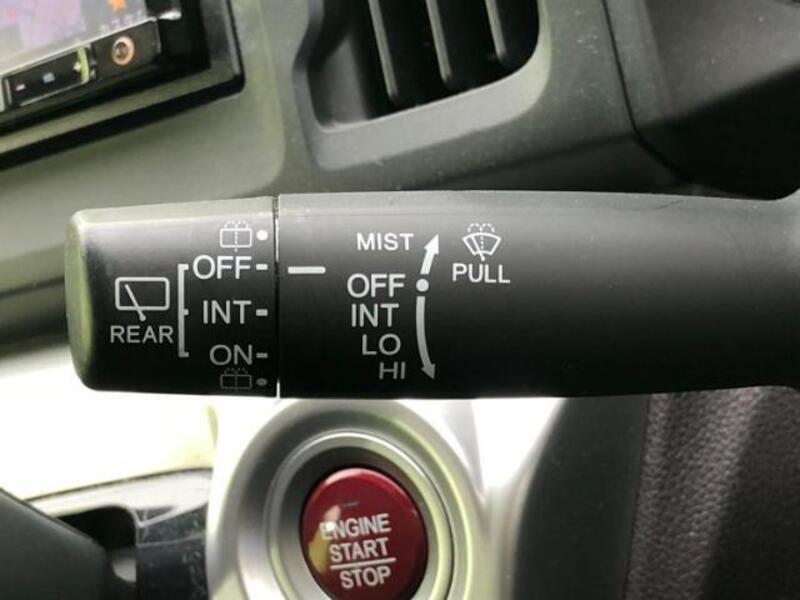 REAR
OFF
INT
ON
MIST
OFF
INT
LO
HI
PULL
ENGINE
START
STOP